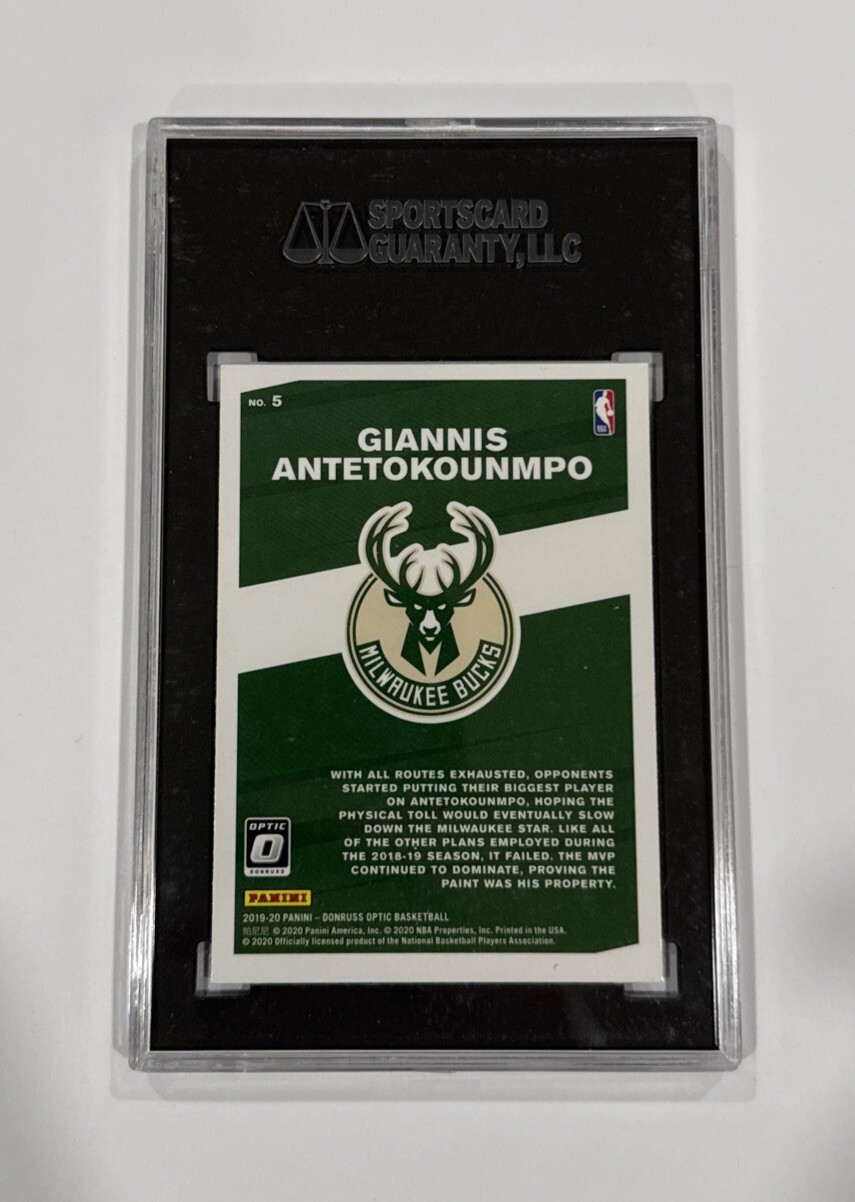 SPORTSCARD
GUARANTY, LLC
NO. 5
GIANNIS
ANTETOKOUNMPO
MILWAUKEE BUCKS
WITH ALL ROUTES EXHAUSTED, OPPONENTS
STARTED PUTTING THEIR BIGGEST PLAYER
ON ANTETOKOUNMPO, HOPING THE
PHYSICAL TOLL WOULD EVENTUALLY SLOW
DOWN THE MILWAUKEE STAR. LIKE ALL
OF THE OTHER PLANS EMPLOYED DURING
THE 2018-19 SEASON, IT FAILED. THE MVP
CONTINUED TO DOMINATE, PROVING THE
PAINT WAS HIS PROPERTY.
OPTIC
O
DONRUSS
PANINI
2019-20 PANINI – DONRUSS OPTIC BASKETBALL
帕尼尼 © 2020 Panini America, Inc. © 2020 NBA Properties, Inc. Printed in the USA.
© 2020 Officially licensed product of the National Basketball Players Association.